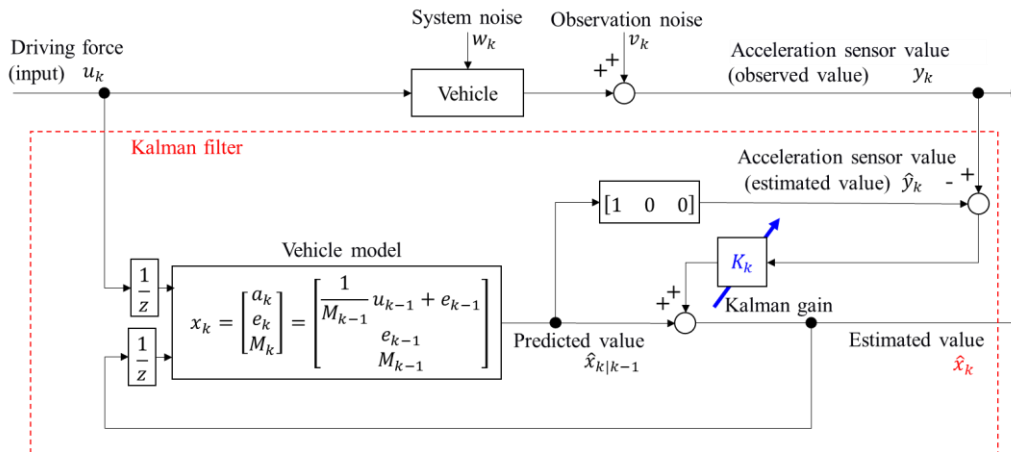 System noise
w_k
Observation noise
v_k
Driving force
(input) u_k
Vehicle
+
+
Acceleration sensor value
(observed value) y_k
Kalman filter
Acceleration sensor value
(estimated value) ŷ_k
- +
[1 0 0]
Vehicle model
1/z
x_k = [a_k e_k M_k] = [1/M_{k-1} u_{k-1} + e_{k-1} e_{k-1} M_{k-1}]
1/z
K_k
Kalman gain
+
+
Predicted value
x̂_{k|k-1}
Estimated value
x̂_k